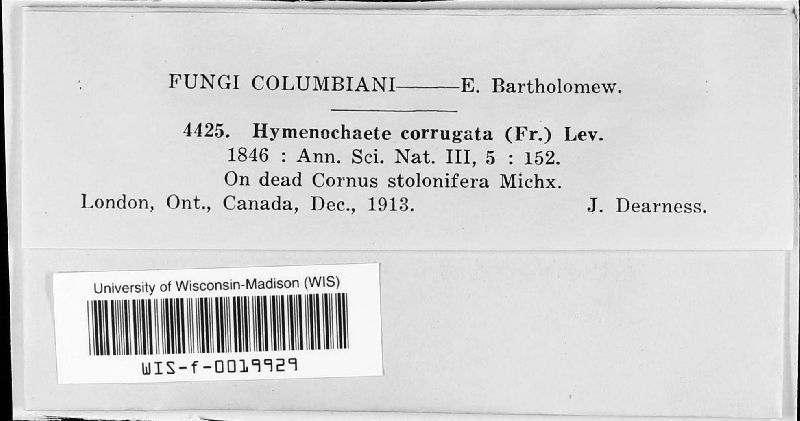 FUNGI COLUMBIANI——E. Bartholomew.
4425. Hymenochaete corrugata (Fr.) Lev.
1846 : Ann. Sci. Nat. III, 5 : 152.
On dead Cornus stolonifera Michx.
London, Ont., Canada, Dec., 1913. J. Dearness.
University of Wisconsin-Madison (WIS)
WIS-f-0019929